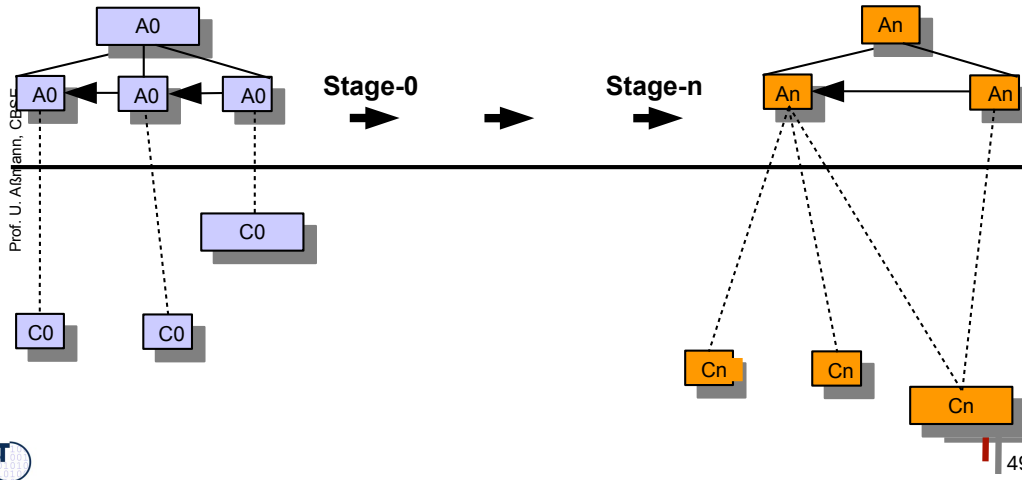 A0
An
A0 A0 A0
Stage-0
Stage-n
An
An
Prof. U. Aßmann, CBSE
C0
C0
C0
Cn
Cn
Cn
T
49